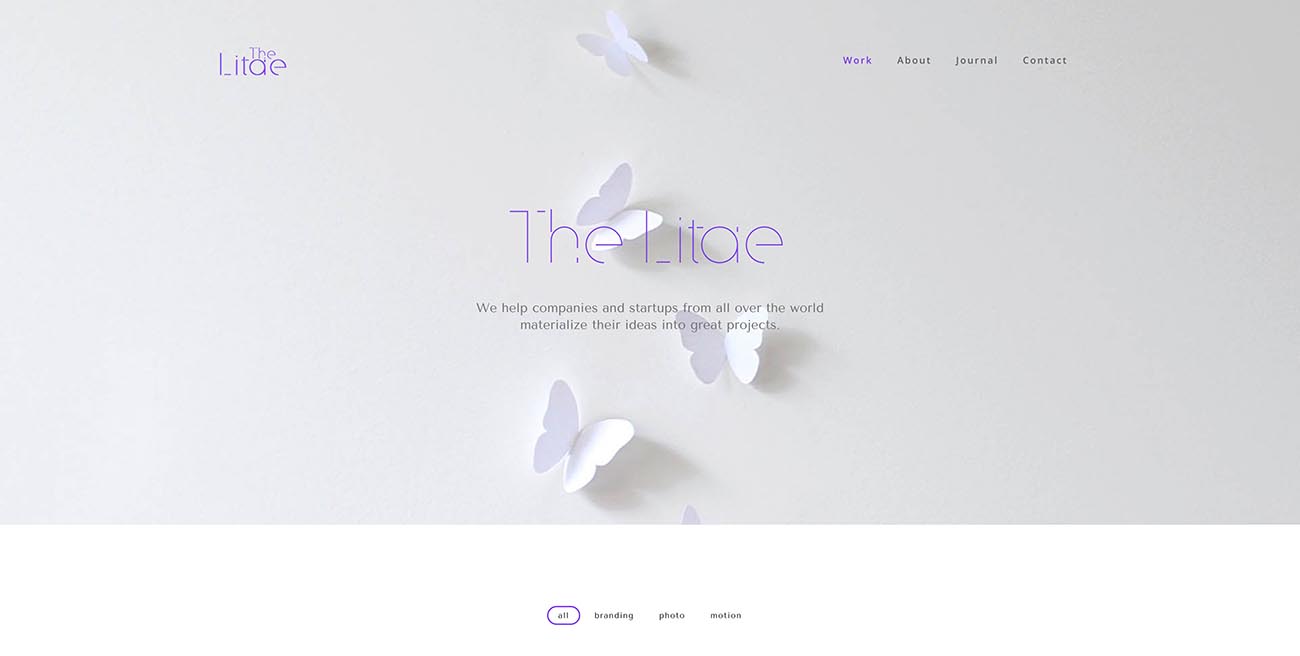 The
Litae
Work About Journal Contact
The Litae
We help companies and startups from all over the world
materialize their ideas into great projects.
all branding photo motion